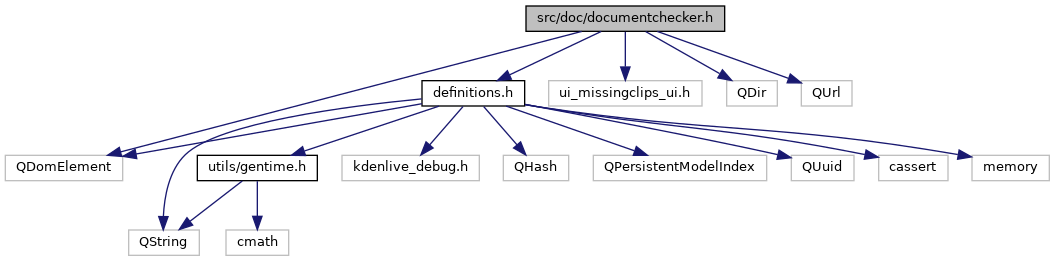 src/doc/documentchecker.h
definitions.h
ui_missingclips_ui.h
QDir
QUrl
QDomElement
utils/gentime.h
kdenlive_debug.h
QHash
QPersistentModelIndex
QUuid
cassert
memory
QString
cmath